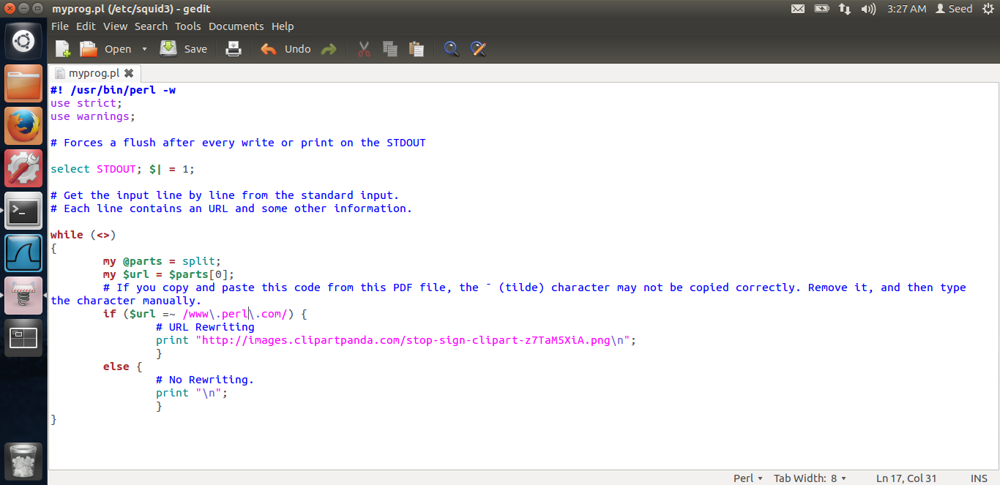 myprog.pl (/etc/squid3) - gedit
3:27 AM Seed
File Edit View Search Tools Documents Help
Open Save Undo
myprog.pl
#! /usr/bin/perl -w
use strict;
use warnings;
# Forces a flush after every write or print on the STDOUT
select STDOUT; $| = 1;
# Get the input line by line from the standard input.
# Each line contains an URL and some other information.
while (<>)
{
my @parts = split;
my $url = $parts[0];
# If you copy and paste this code from this PDF file, the ˜ (tilde) character may not be copied correctly. Remove it, and then type
the character manually.
if ($url =~ /www\.perl\.com/) {
# URL Rewriting
print "http://images.clipartpanda.com/stop-sign-clipart-z7TaM5XiA.png\n";
}
else {
# No Rewriting.
print "\n";
}
}
Perl Tab Width: 8 Ln 17, Col 31 INS